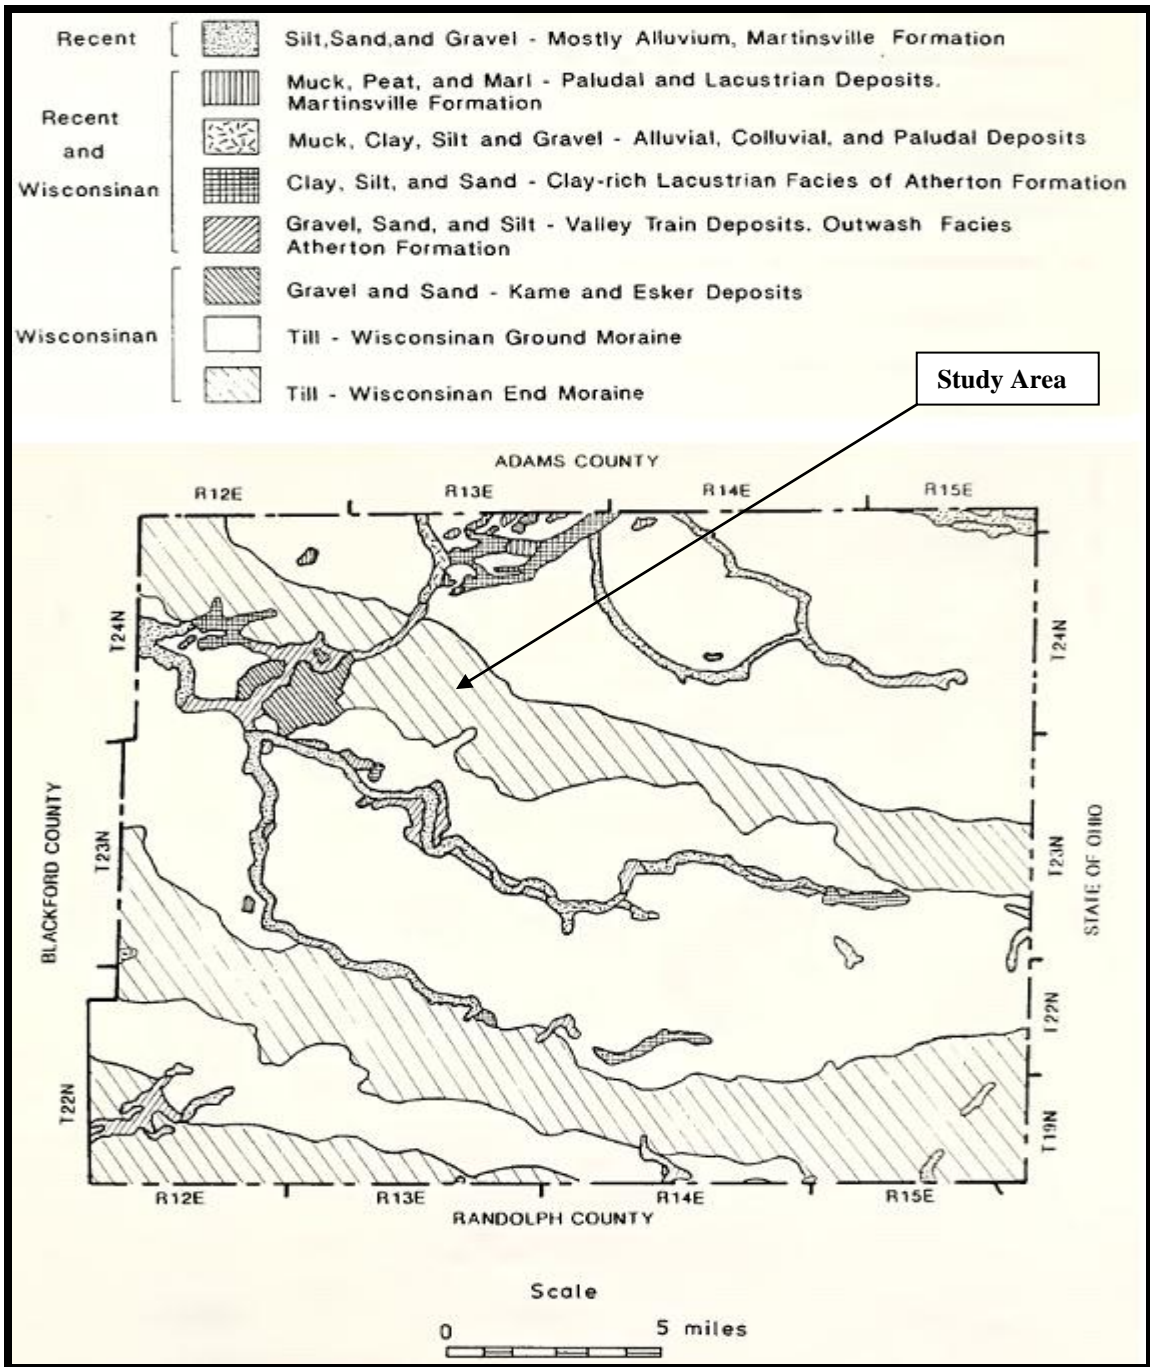 Recent
Silt,Sand,and Gravel - Mostly Alluvium, Martinsville Formation
Recent
and
Wisconsinan
Muck, Peat, and Marl - Paludal and Lacustrian Deposits.
Martinsville Formation
Muck, Clay, Silt and Gravel - Alluvial, Colluvial, and Paludal Deposits
Clay, Silt, and Sand - Clay-rich Lacustrian Facies of Atherton Formation
Gravel, Sand, and Silt - Valley Train Deposits. Outwash Facies
Atherton Formation
Wisconsinan
Gravel and Sand - Kame and Esker Deposits
Till - Wisconsinan Ground Moraine
Till - Wisconsinan End Moraine
Study Area
ADAMS COUNTY
R12E
R13E
R14E
R15E
T24N
T24N
BLACKFORD COUNTY
T23N
T23N
STATE OF OHIO
T22N
T22N
T19N
R12E
R13E
R14E
R15E
RANDOLPH COUNTY
Scale
0
5 miles